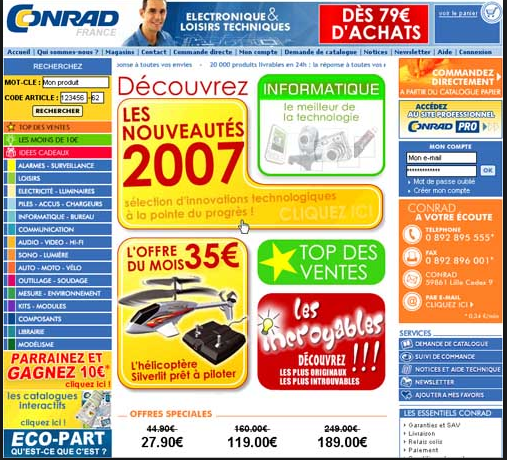 CONRAD
FRANCE
ELECTRONIQUE &
LOISIRS TECHNIQUES
DÈS 79€
D'ACHATS
voir le panier
Accueil | Qui sommes-nous ? | Magasins | Contact | Commande directe | Mon compte | Demande de catalogue | Notices | Newsletter | Aide | Connexion
RECHERCHEZ
MOT-CLE : Mon produit
CODE ARTICLE : 123456 - 62
RECHERCHER
TOP DES VENTES
LES MOINS DE 10€
IDEES CADEAUX
ALARMES - SURVEILLANCE
LOISIRS
ELECTRICITE - LUMINAIRES
PILES - ACCUS - CHARGEURS
INFORMATIQUE - BUREAU
COMMUNICATION
AUDIO - VIDEO - HI-FI
SONO - LUMIÈRE
AUTO - MOTO - VÉLO
OUTILLAGE - SOUDAGE
MESURE - ENVIRONNEMENT
KITS - MODULES
COMPOSANTS
LIBRAIRIE
MODÉLISME
PARRAINEZ ET
GAGNEZ 10€
cliquez ici !
les catalogues
interactifs
cliquez ici !
ECO-PART
QU'EST-CE QUE C'EST ?
onse à toutes vos envies - 20 000 produits livrables en 24h : la réponse à toutes vos e
Découvrez
LES
NOUVEAUTÉS
2007
sélection d'innovations technologiques
à la pointe du progrès !
CLIQUEZ ICI
INFORMATIQUE
le meilleur de
la technologie
L'OFFRE
DU MOIS
35€
L'hélicoptère
Silverlit prêt à piloter
TOP DES
VENTES
les
incroyables
DÉCOUVREZ
LES PLUS ORIGINAUX
LES PLUS INTROUVABLES
!!!
OFFRES SPECIALES
44.90€ 160.00€ 249.00€
27.90€ 119.00€ 189.00€
COMMANDEZ
DIRECTEMENT
A PARTIR DU CATALOGUE PAPIER
ACCÉDEZ
AU SITE PROFESSIONNEL
CONRAD PRO
MON COMPTE
Mon e-mail
************
OK
Mot de passe oublié
Créer mon compte
CONRAD
A VOTRE ÉCOUTE
TELEPHONE
0 892 895 555*
FAX
0 892 896 001*
CONRAD
59861 Lille Cedex 9
PAR E-MAIL
CLIQUEZ ICI
* 0,34 €/min
SERVICES
DEMANDE DE CATALOGUE
SUIVI DE COMMANDE
NOTICES ET AIDE TECHNIQUE
NEWSLETTER
AJOUTER A MES FAVORIS
LES ESSENTIELS CONRAD
Garanties et SAV
Livraison
Relais colis
Paiement